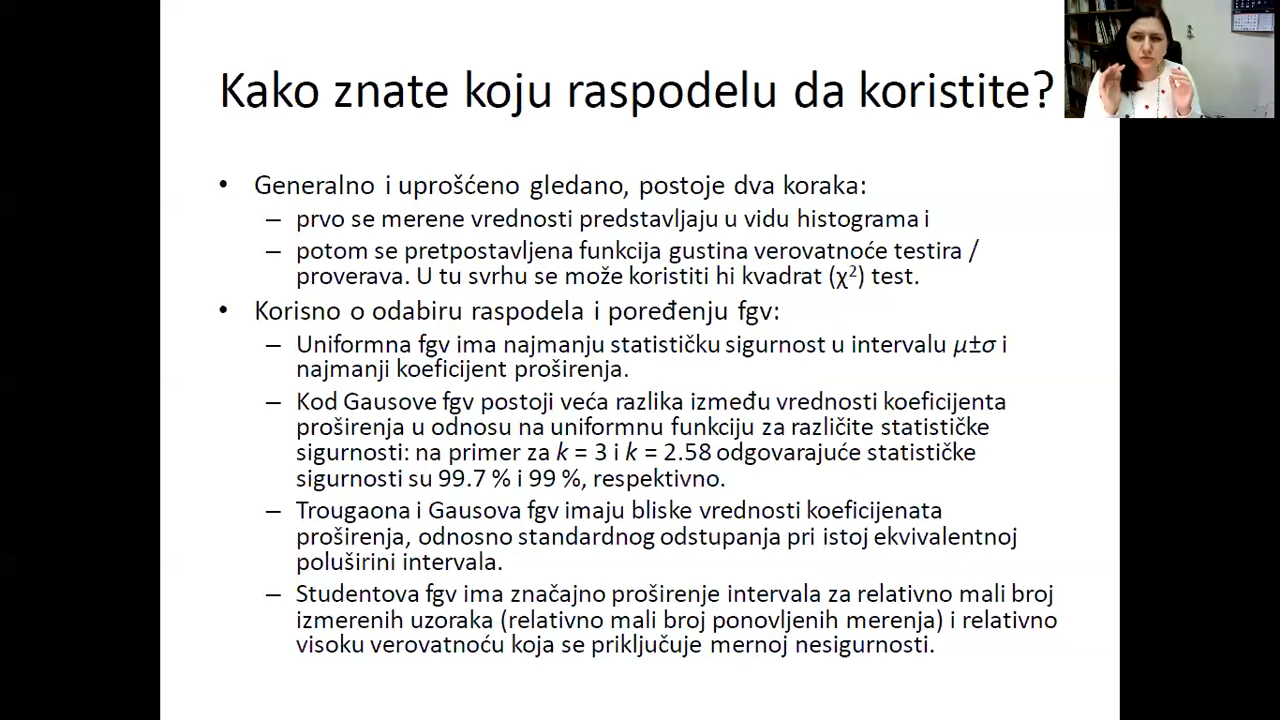 Kako znate koju raspodelu da koristite?
• Generalno i uprošćeno gledano, postoje dva koraka:
– prvo se merene vrednosti predstavljaju u vidu histograma i
– potom se pretpostavljena funkcija gustina verovatnoće testira /
proverava. U tu svrhu se može koristiti hi kvadrat (χ²) test.
• Korisno o odabiru raspodela i poređenju fgv:
– Uniformna fgv ima najmanju statističku sigurnost u intervalu μ±σ i
najmanji koeficijent proširenja.
– Kod Gausove fgv postoji veća razlika između vrednosti koeficijenta
proširenja u odnosu na uniformnu funkciju za različite statističke
sigurnosti: na primer za k = 3 i k = 2.58 odgovarajuće statističke
sigurnosti su 99.7 % i 99 %, respektivno.
– Trougaona i Gausova fgv imaju bliske vrednosti koeficijenata
proširenja, odnosno standardnog odstupanja pri istoj ekvivalentnoj
poluširini intervala.
– Studentova fgv ima značajno proširenje intervala za relativno mali broj
izmerenih uzoraka (relativno mali broj ponovljenih merenja) i relativno
visoku verovatnoću koja se priključuje mernoj nesigurnosti.